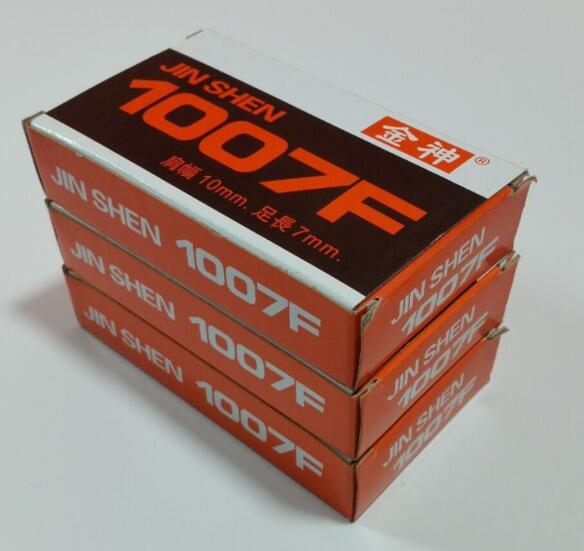 JIN SHEN
1007F
肩幅 10mm. 足長 7mm.
金神®
JIN SHEN 1007F
JIN SHEN
1007F
JIN SHEN 1007F
JIN SHEN
1007F
JIN SHEN 1007F
JIN SHEN
1007F